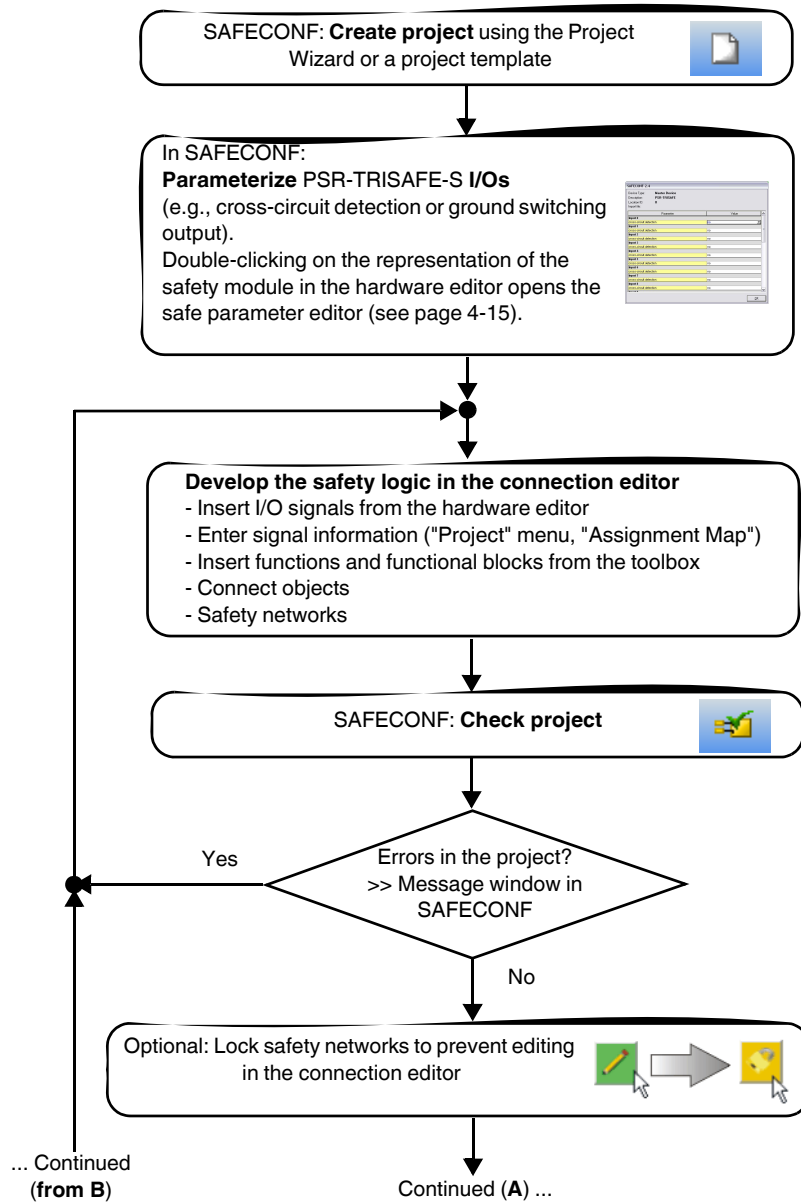 SAFECONF: Create project using the Project
Wizard or a project template
In SAFECONF:
Parameterize PSR-TRISAFE-S I/Os
(e.g., cross-circuit detection or ground switching
output).
Double-clicking on the representation of the
safety module in the hardware editor opens the
safe parameter editor (see page 4-15).
Develop the safety logic in the connection editor
- Insert I/O signals from the hardware editor
- Enter signal information ("Project" menu, "Assignment Map")
- Insert functions and functional blocks from the toolbox
- Connect objects
- Safety networks
SAFECONF: Check project
Yes
Errors in the project?
>> Message window in
SAFECONF
No
Optional: Lock safety networks to prevent editing
in the connection editor
... Continued
(from B)
Continued (A) ...